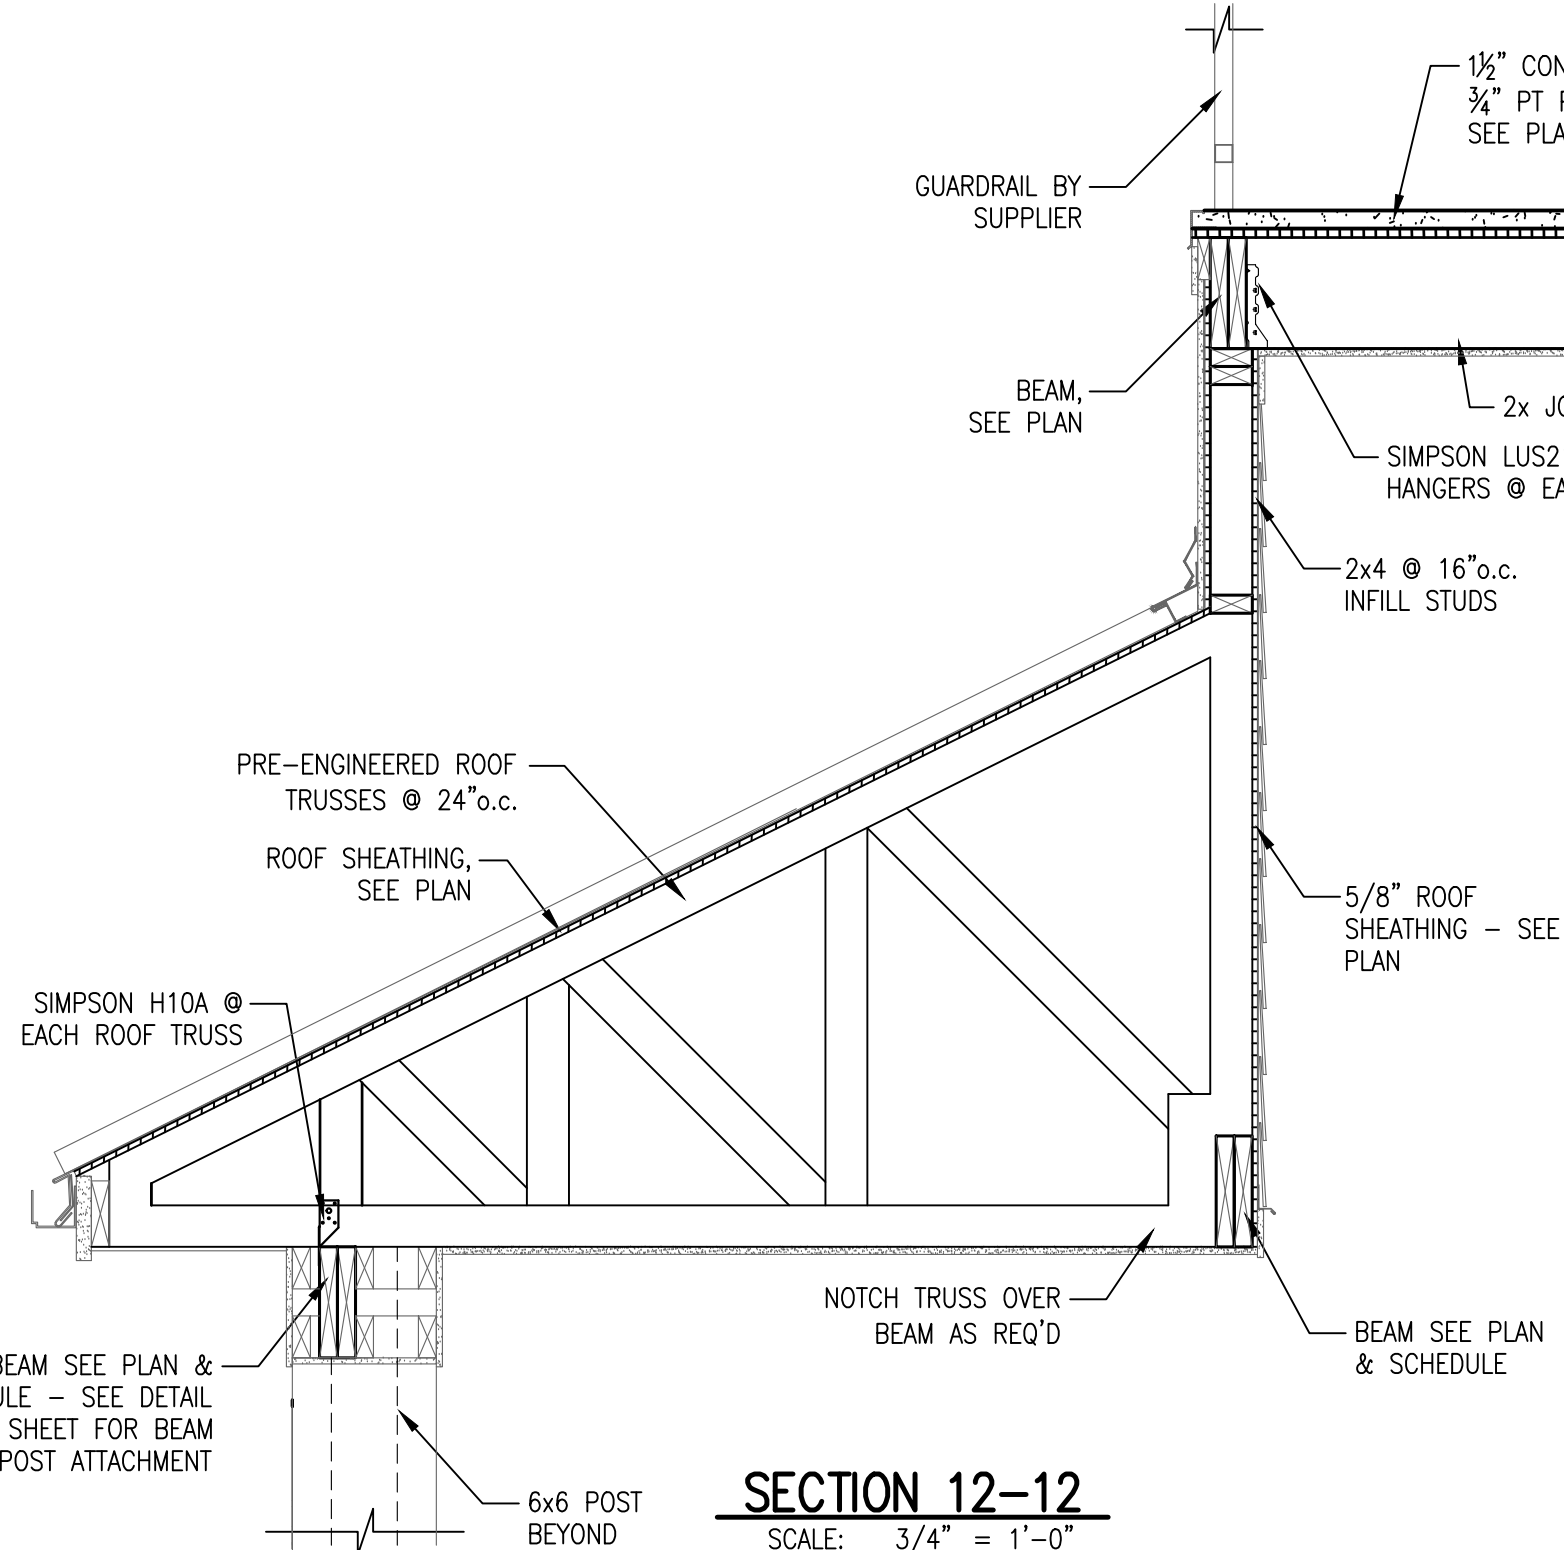 1½" CON
¾" PT
SEE PLA
GUARDRAIL BY
SUPPLIER
BEAM,
SEE PLAN
2x JO
SIMPSON LUS2
HANGERS @ EA
2x4 @ 16"o.c.
INFILL STUDS
PRE-ENGINEERED ROOF
TRUSSES @ 24"o.c.
ROOF SHEATHING,
SEE PLAN
5/8" ROOF
SHEATHING - SEE
PLAN
SIMPSON H10A @
EACH ROOF TRUSS
NOTCH TRUSS OVER
BEAM AS REQ'D
BEAM SEE PLAN
& SCHEDULE
BEAM SEE PLAN &
ULE - SEE DETAIL
SHEET FOR BEAM
POST ATTACHMENT
6x6 POST
BEYOND
SECTION 12-12
SCALE: 3/4" = 1'-0"